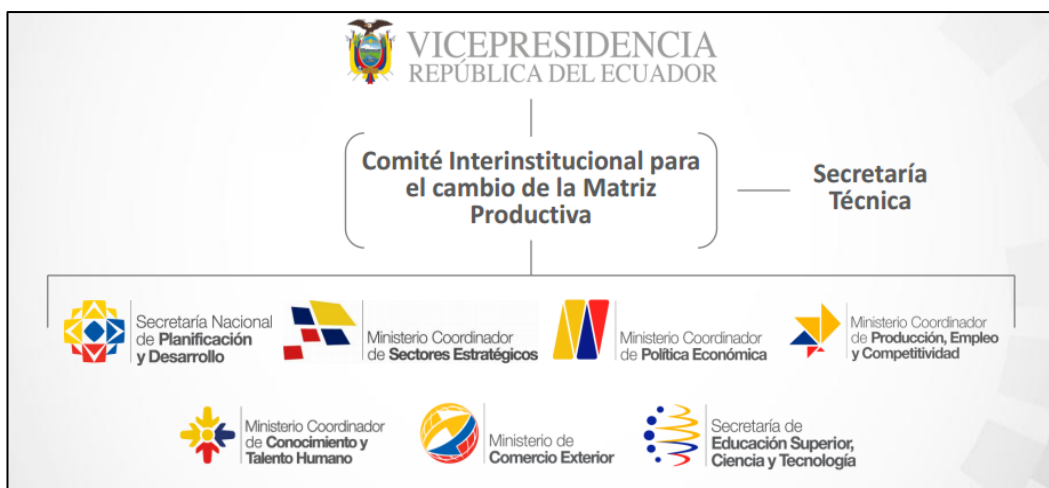 VICEPRESIDENCIA
REPÚBLICA DEL ECUADOR
Comité Interinstitucional para
el cambio de la Matriz
Productiva
Secretaría
Técnica
Secretaría Nacional
de Planificación
y Desarrollo
Ministerio Coordinador
de Sectores Estratégicos
Ministerio Coordinador
de Política Económica
Ministerio Coordinador
de Producción, Empleo
y Competitividad
Ministerio Coordinador
de Conocimiento y
Talento Humano
Ministerio de
Comercio Exterior
Secretaría de
Educación Superior,
Ciencia y Tecnología